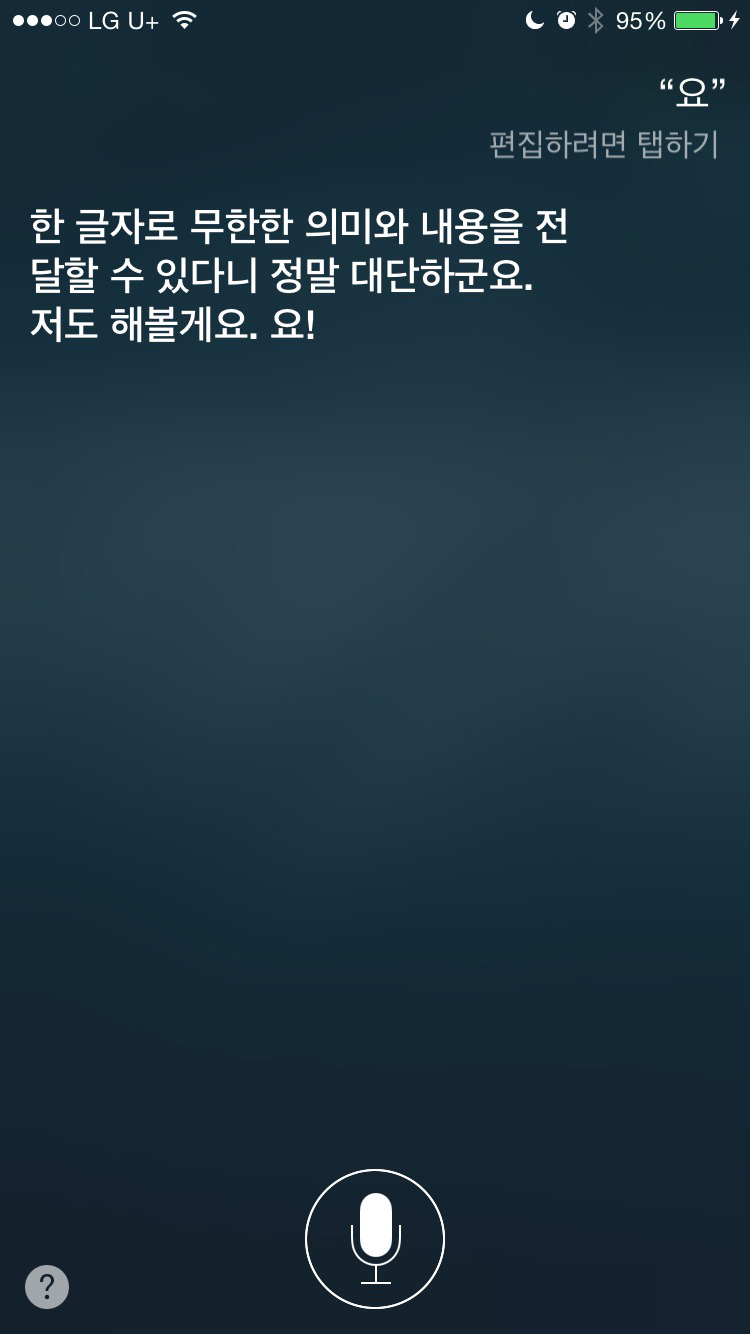 LG U+ 95%
“요”
편집하려면 탭하기
한 글자로 무한한 의미와 내용을 전
달할 수 있다니 정말 대단하군요.
저도 해볼게요. 요!
?